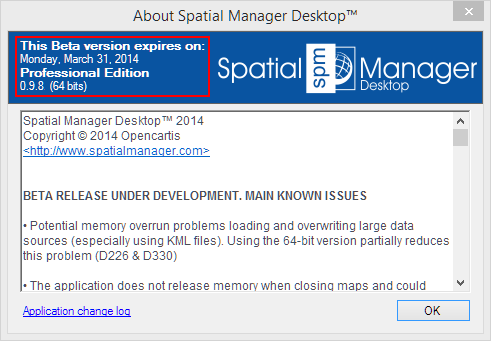 About Spatial Manager Desktop™
This Beta version expires on:
Monday, March 31, 2014
Professional Edition
0.9.8 (64 bits)
Spatial spm Manager
Desktop
Spatial Manager Desktop™ 2014
Copyright © 2014 Opencartis
<http://www.spatialmanager.com>
BETA RELEASE UNDER DEVELOPMENT. MAIN KNOWN ISSUES
• Potential memory overrun problems loading and overwriting large data
sources (especially using KML files). Using the 64-bit version partially reduces
this problem (D226 & D330)
• The application does not release memory when closing maps and could
Application change log
OK